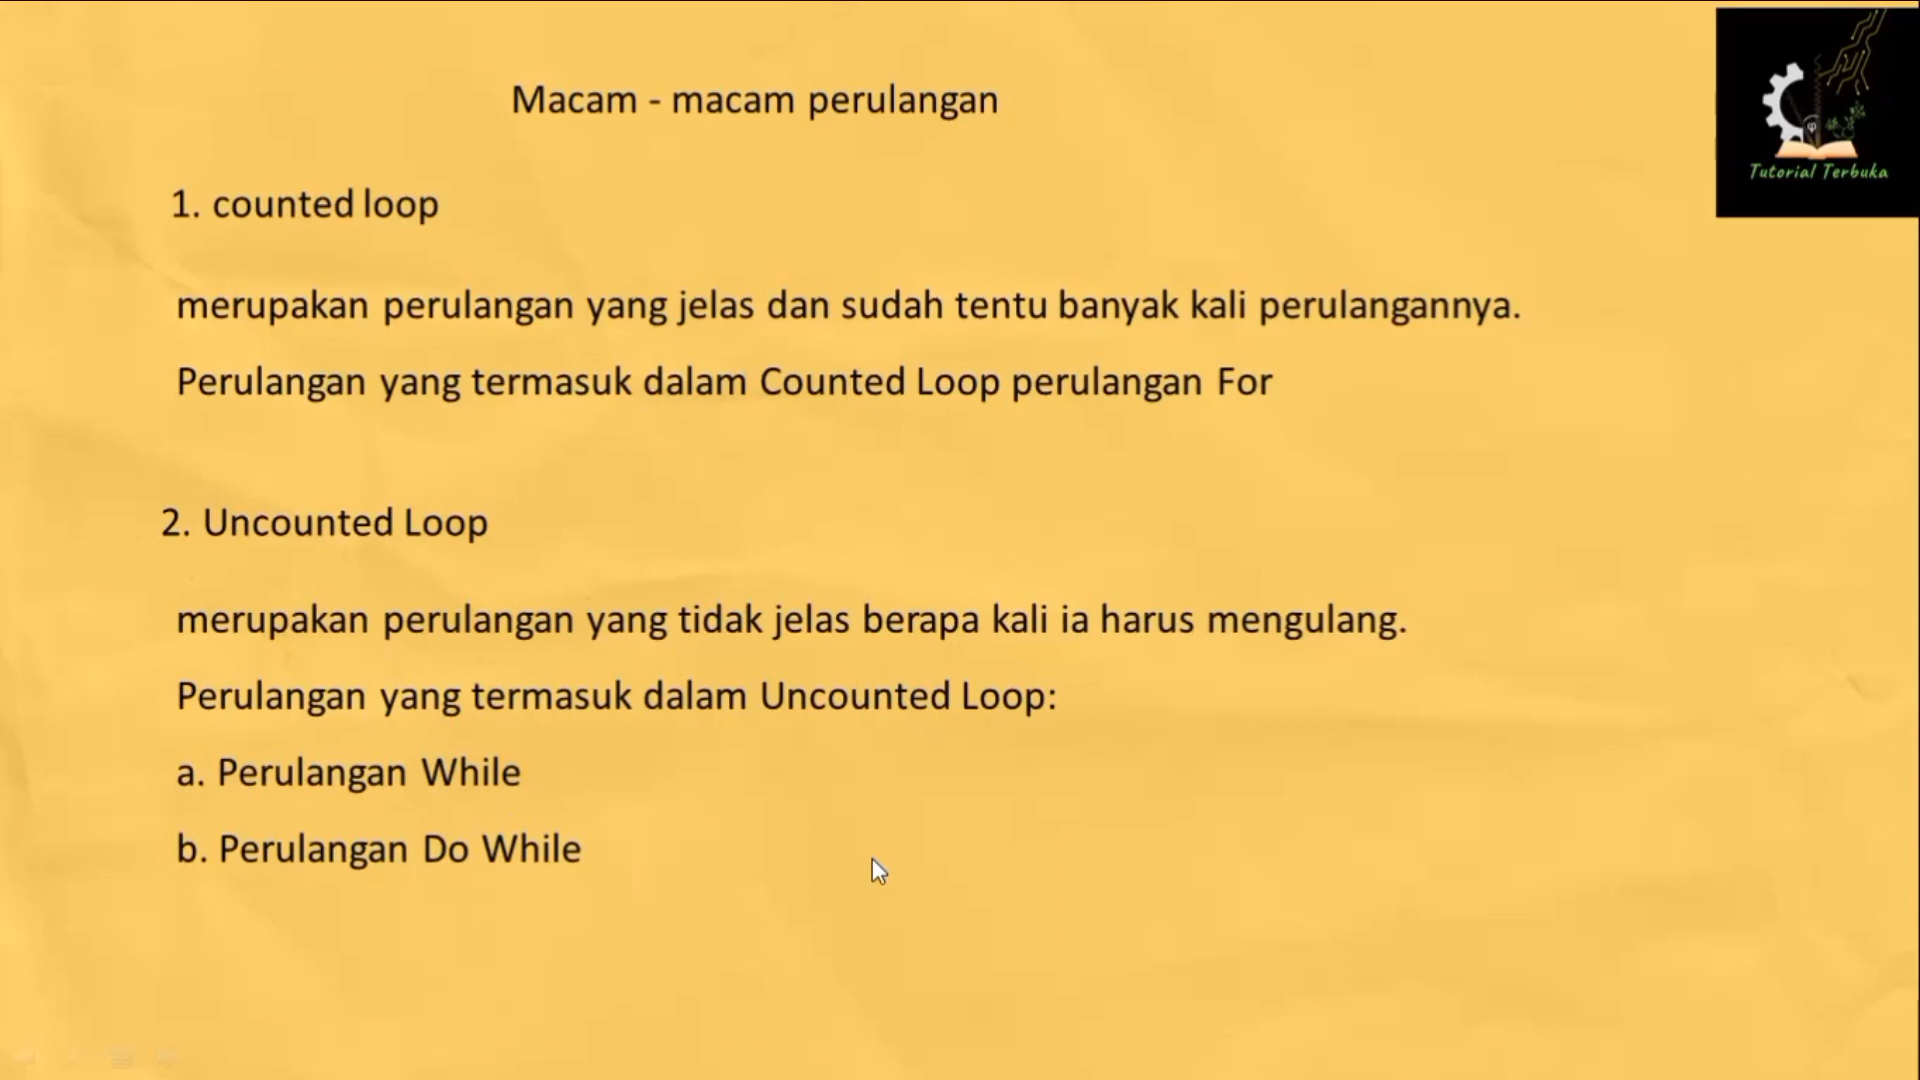 Macam - macam perulangan
Tutorial Terbuka
1. counted loop
merupakan perulangan yang jelas dan sudah tentu banyak kali perulangannya.
Perulangan yang termasuk dalam Counted Loop perulangan For
2. Uncounted Loop
merupakan perulangan yang tidak jelas berapa kali ia harus mengulang.
Perulangan yang termasuk dalam Uncounted Loop:
a. Perulangan While
b. Perulangan Do While